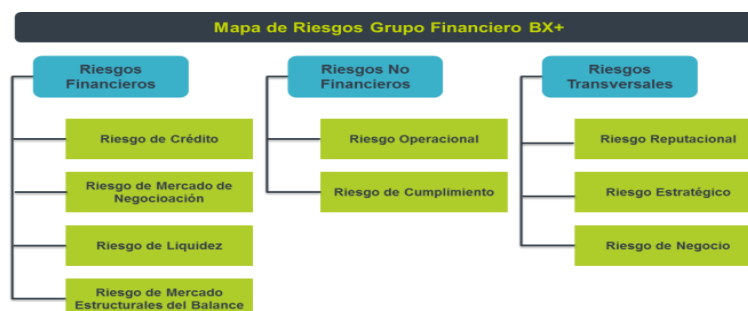 Mapa de Riesgos Grupo Financiero BX+
Riesgos
Financieros
Riesgo de Crédito
Riesgo de Mercado de
Negocioación
Riesgo de Liquidez
Riesgo de Mercado
Estructurales del Balance
Riesgos No
Financieros
Riesgo Operacional
Riesgo de Cumplimiento
Riesgos
Transversales
Riesgo Reputacional
Riesgo Estratégico
Riesgo de Negocio